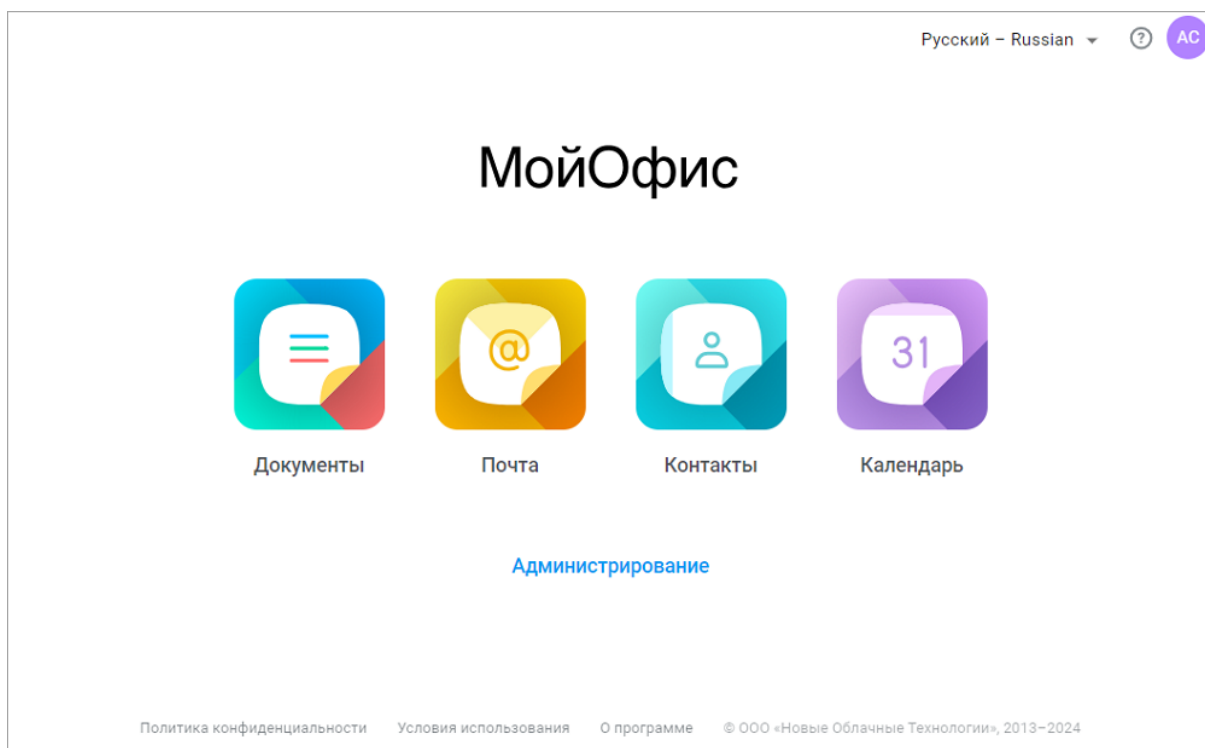 Русский – Russian
АС
МойОфис
@
31
Документы Почта Контакты Календарь
Администрирование
Политика конфиденциальности Условия использования О программе © ООО «Новые Облачные Технологии», 2013–2024